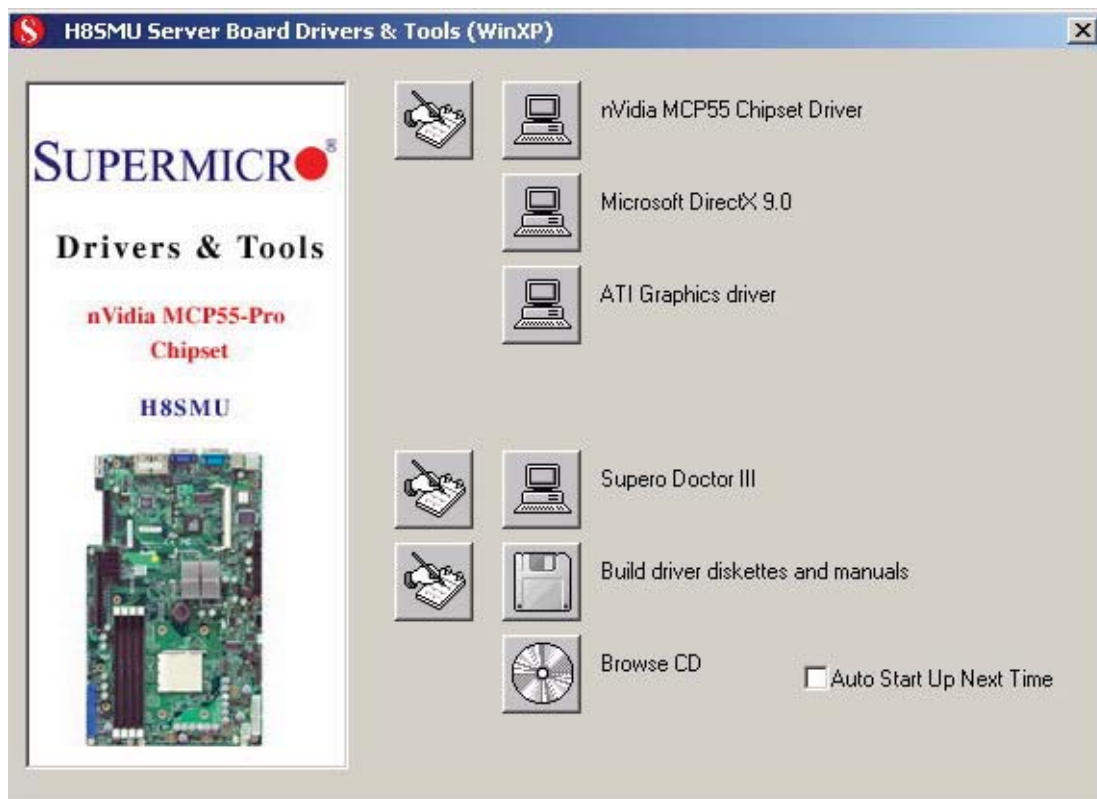 H8SMU Server Board Drivers & Tools (WinXP)
SUPERMICRO®
Drivers & Tools
nVidia MCP55-Pro
Chipset
H8SMU
nVidia MCP55 Chipset Driver
Microsoft DirectX 9.0
ATI Graphics driver
Supero Doctor III
Build driver diskettes and manuals
Browse CD
Auto Start Up Next Time